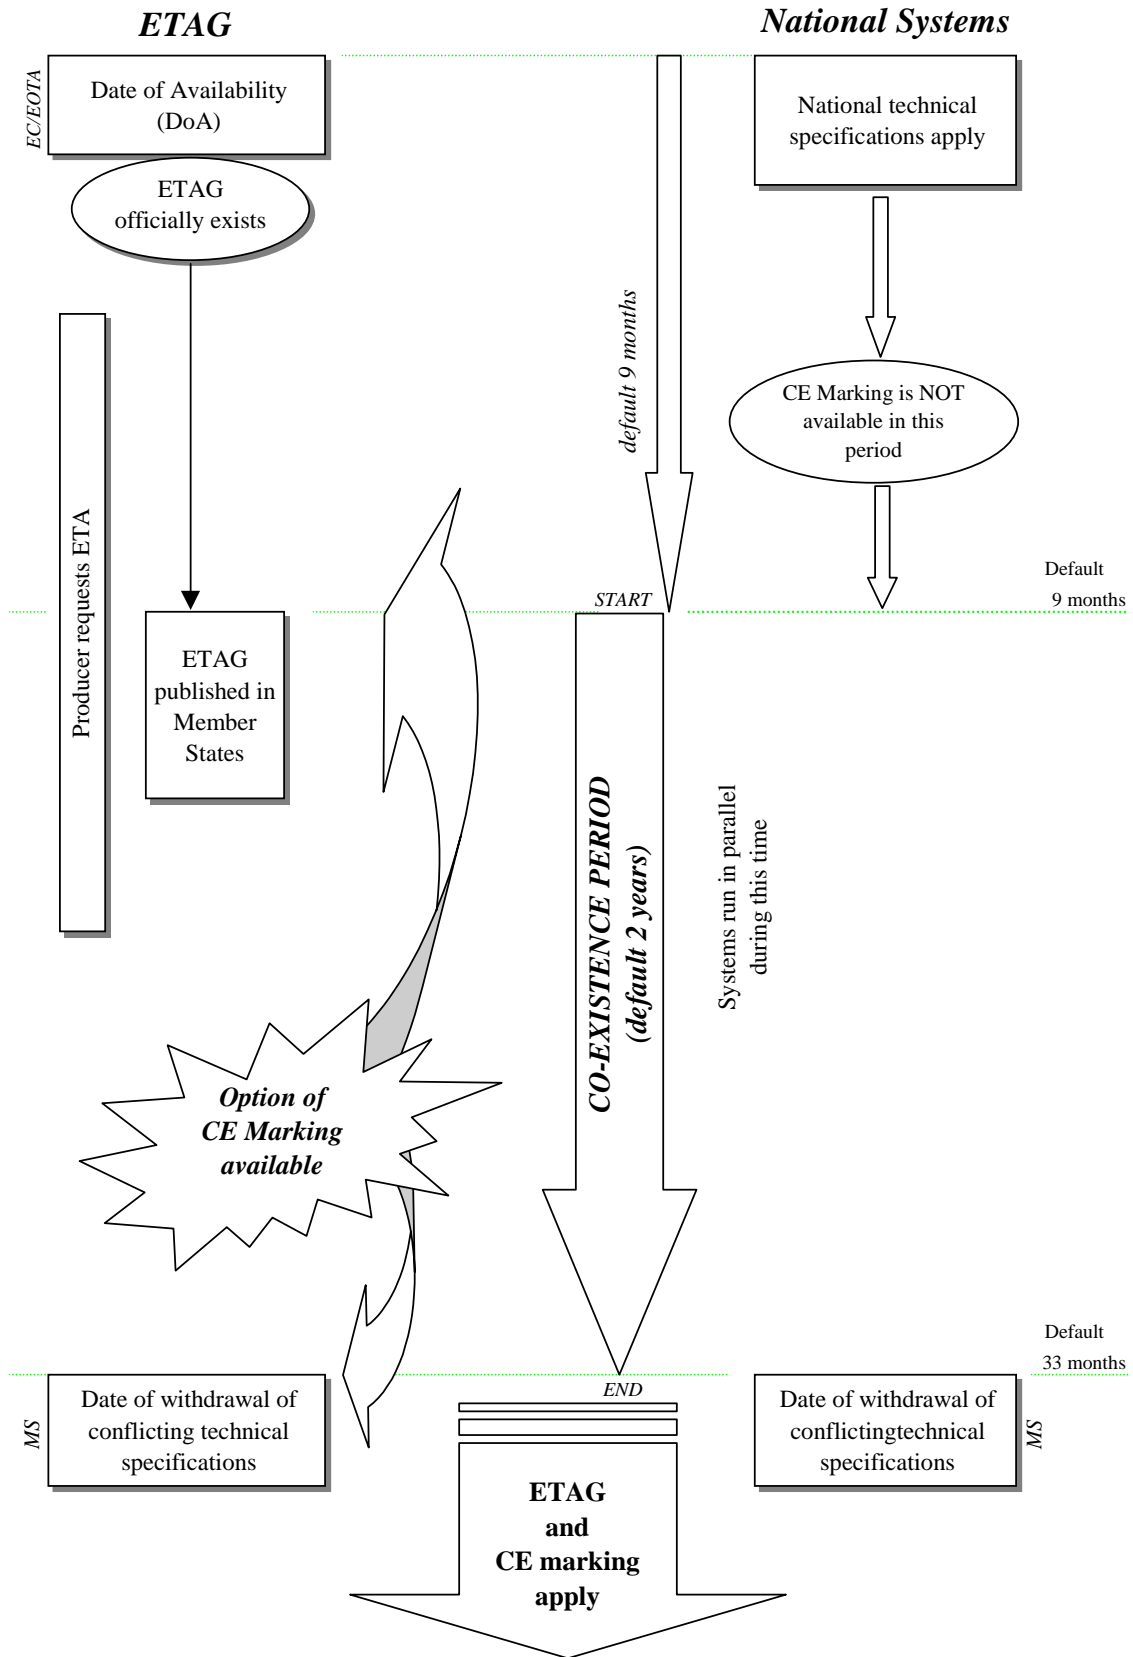 ETAG
National Systems
EC/EOTA
Date of Availability
(DoA)
National technical
specifications apply
ETAG
officially exists
default 9 months
CE Marking is NOT
available in this
period
Producer requests ETA
Default
9 months
START
ETAG
published in
Member
States
CO-EXISTENCE PERIOD
(default 2 years)
Systems run in parallel
during this time
Option of
CE Marking
available
Default
33 months
END
MS
Date of withdrawal of
conflicting technical
specifications
Date of withdrawal of
conflictingtechnical
specifications
MS
ETAG
and
CE marking
apply